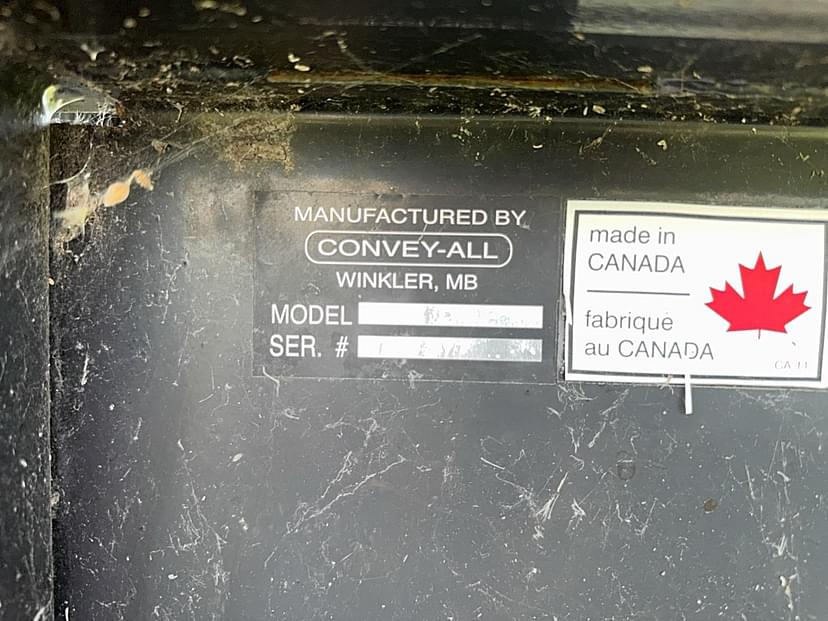 MANUFACTURED BY
CONVEY-ALL
WINKLER, MB
MODEL
SER. #
made in
CANADA
fabriqué
au CANADA